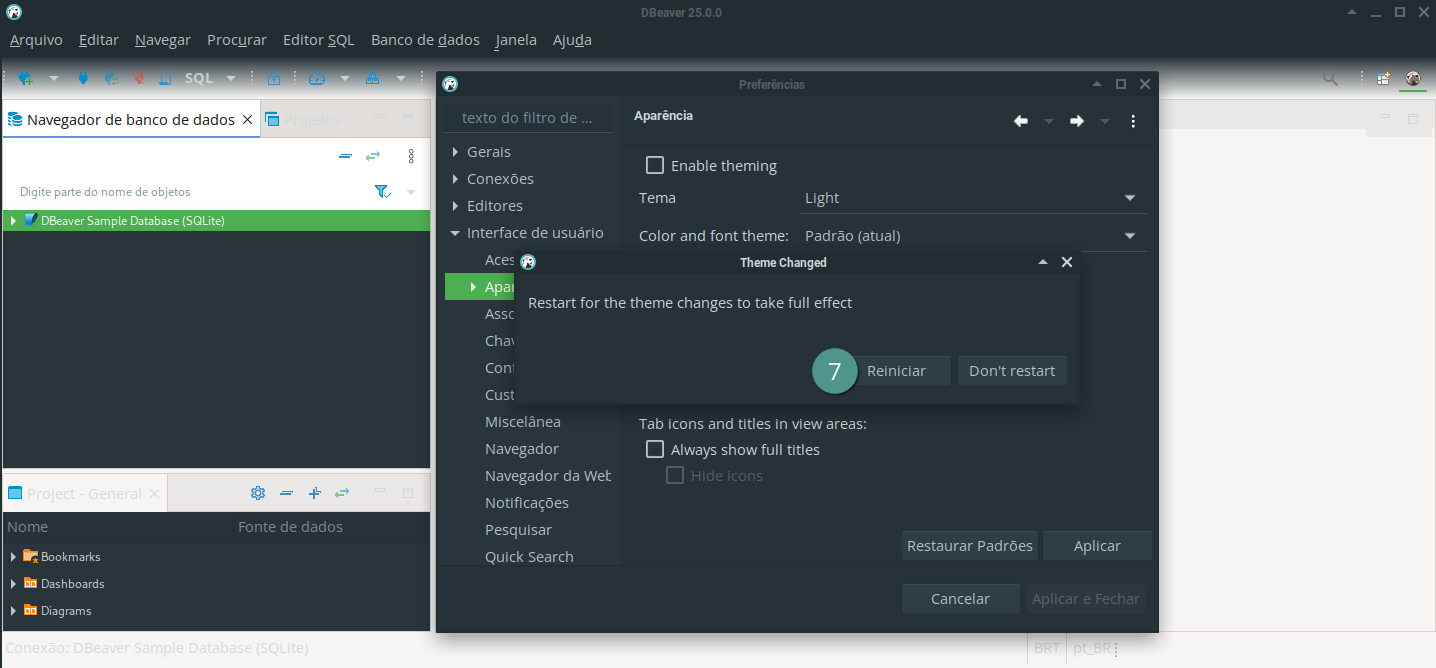 DBeaver 25.0.0
Arquivo Editar Navegar Procurar Editor SQL Banco de dados Janela Ajuda
SQL
Navegador de banco de dados
Projetos
Digite parte do nome de objetos
DBeaver Sample Database (SQLite)
Project - General
Nome Fonte de dados
Bookmarks
Dashboards
Diagrams
Preferências
texto do filtro de ...
Gerais
Conexões
Editores
Interface de usuário
Aces
Apar
Asso
Chav
Conf
Cust
Miscelânea
Navegador
Navegador da Web
Notificações
Pesquisar
Quick Search
Aparência
Enable theming
Tema Light
Color and font theme: Padrão (atual)
Theme Changed
Restart for the theme changes to take full effect
7 Reiniciar Don't restart
Tab icons and titles in view areas:
Always show full titles
Hide icons
Restaurar Padrões Aplicar
Cancelar Aplicar e Fechar
Conexão: DBeaver Sample Database (SQLite)
BRT pt_BR